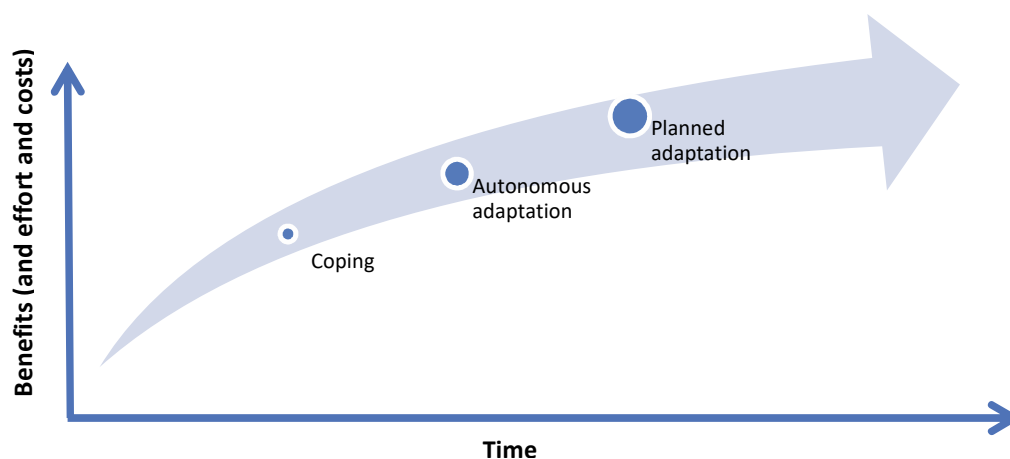 Benefits (and effort and costs)
Planned
adaptation
Autonomous
adaptation
Coping
Time